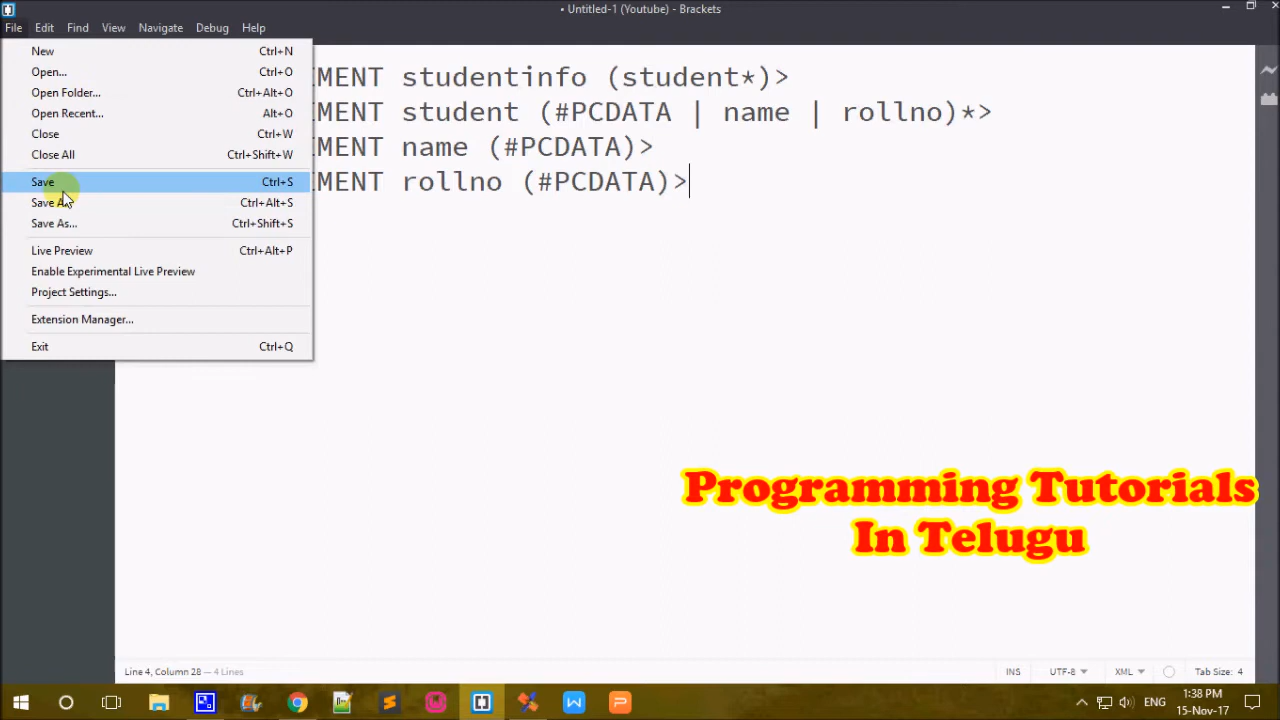 • Untitled-1 (Youtube) - Brackets
File Edit Find View Navigate Debug Help
New Ctrl+N
Open... Ctrl+O
Open Folder... Ctrl+Alt+O
Open Recent... Alt+O
Close Ctrl+W
Close All Ctrl+Shift+W
Save Ctrl+S
Save Ctrl+Alt+S
Save As... Ctrl+Shift+S
Live Preview Ctrl+Alt+P
Enable Experimental Live Preview
Project Settings...
Extension Manager...
Exit Ctrl+Q
MENT studentinfo (student*)>
MENT student (#PCDATA | name | rollno)*>
MENT name (#PCDATA)>
MENT rollno (#PCDATA)>
Programming Tutorials
In Telugu
Line 4, Column 28 — 4 Lines
INS UTF-8 XML Tab Size: 4
ENG
1:38 PM
15-Nov-17